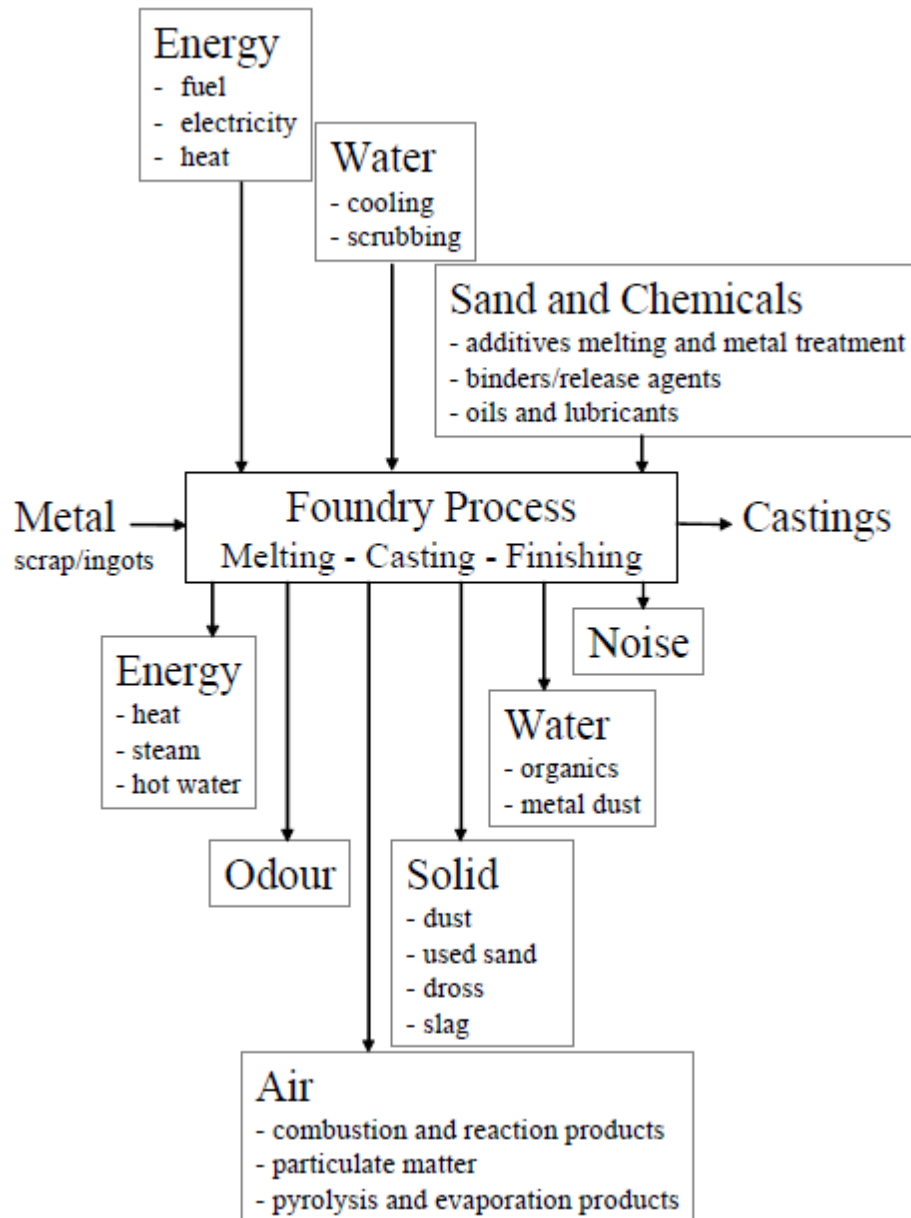 Energy
- fuel
- electricity
- heat
Water
- cooling
- scrubbing
Sand and Chemicals
- additives melting and metal treatment
- binders/release agents
- oils and lubricants
Metal
scrap/ingots
Foundry Process
Melting - Casting - Finishing
Castings
Energy
- heat
- steam
- hot water
Odour
Air
- combustion and reaction products
- particulate matter
- pyrolysis and evaporation products
Solid
- dust
- used sand
- dross
- slag
Water
- organics
- metal dust
Noise